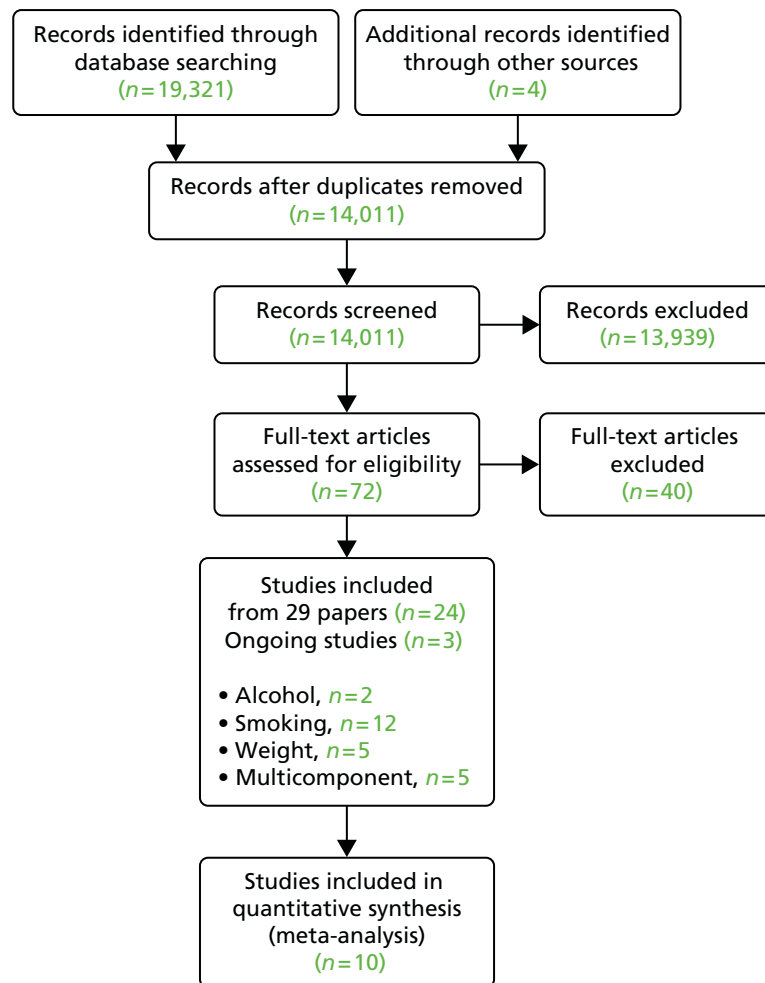 Records identified through
database searching
(n=19,321)
Additional records identified
through other sources
(n=4)
Records after duplicates removed
(n=14,011)
Records screened
(n=14,011)
Records excluded
(n=13,939)
Full-text articles
assessed for eligibility
(n=72)
Full-text articles
excluded
(n=40)
Studies included
from 29 papers (n=24)
Ongoing studies (n=3)
• Alcohol, n=2
• Smoking, n=12
• Weight, n=5
• Multicomponent, n=5
Studies included in
quantitative synthesis
(meta-analysis)
(n=10)